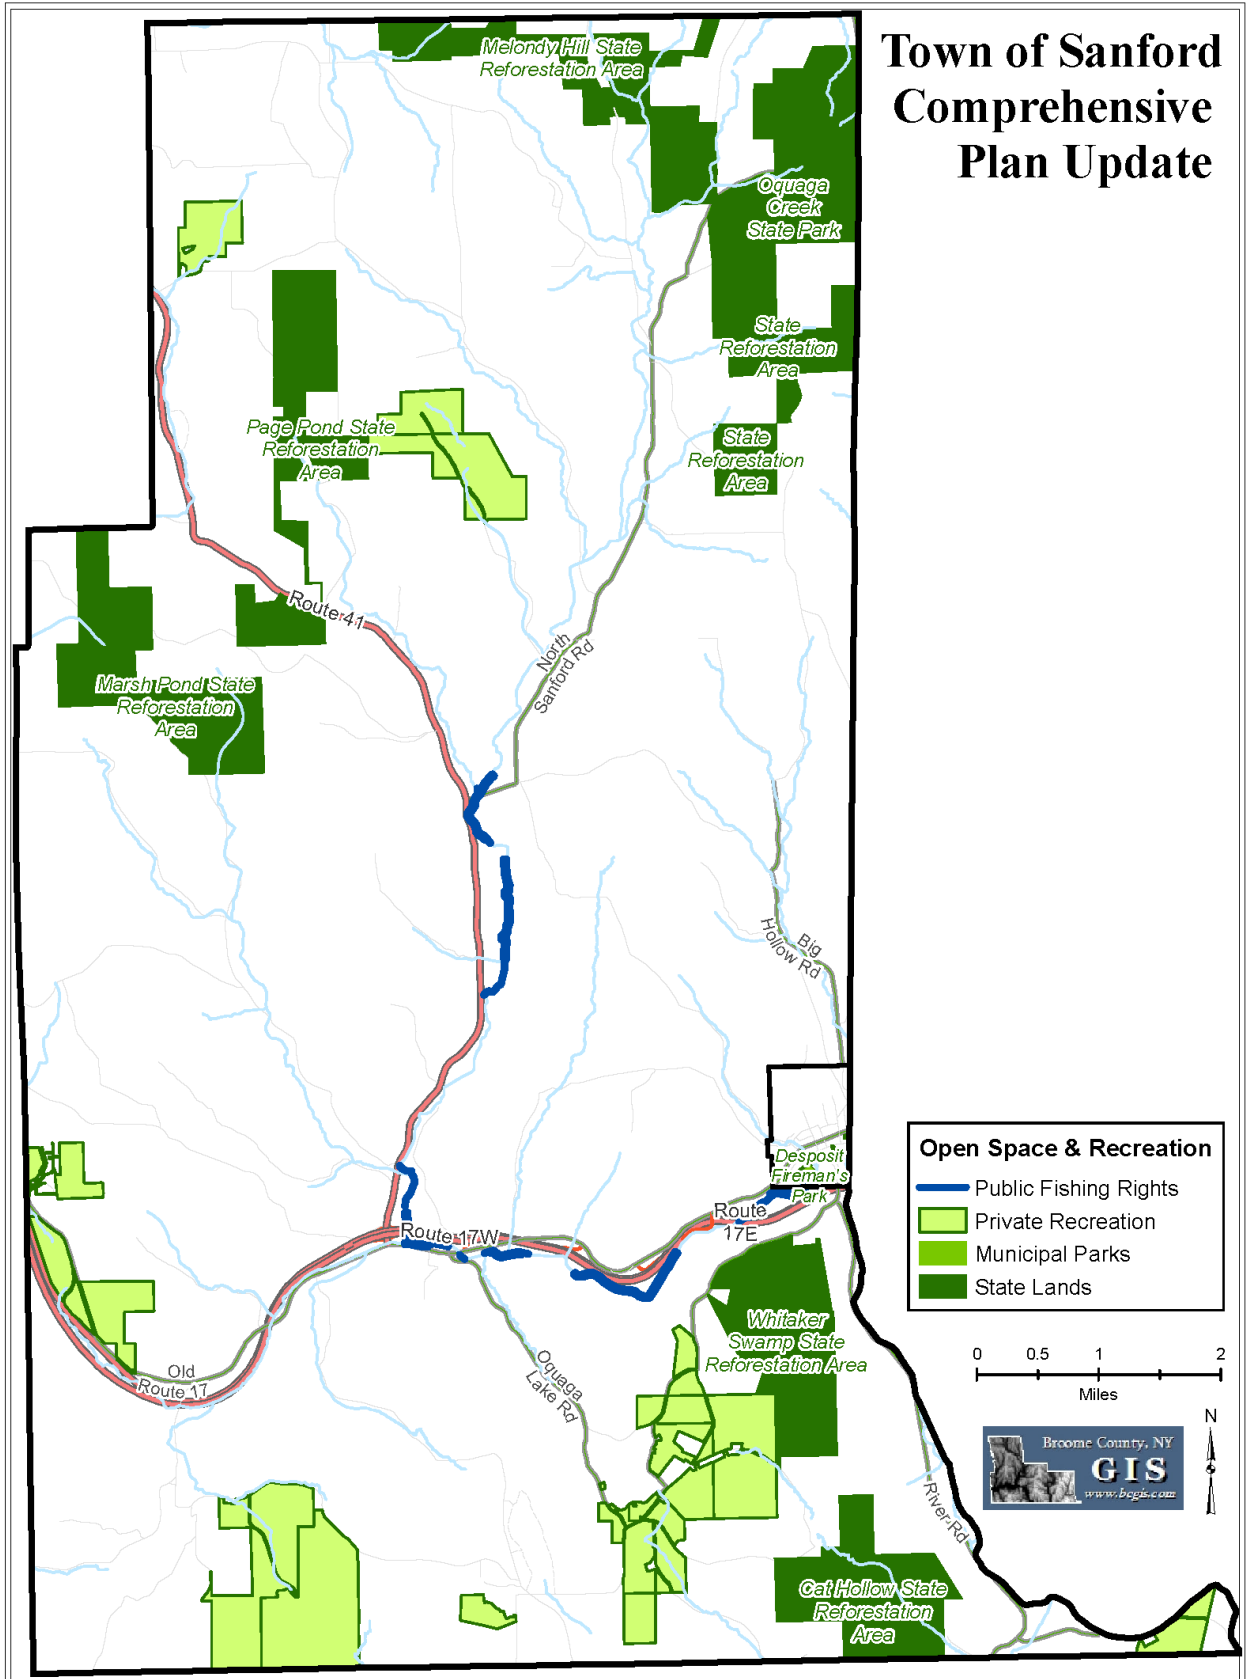 Town of Sanford
Comprehensive
Plan Update
Melondy Hill State
Reforestation Area
Oquaga
Creek
State Park
State
Reforestation
Area
Page Pond State
Reforestation
Area
State
Reforestation
Area
Route 41
North
Sanford Rd
Marsh Pond State
Reforestation
Area
Big
Hollow Rd
Desposit
Fireman's
Park
Route
17E
Route 17W
Old
Route 17
Oquaga
Lake Rd
Whitaker
Swamp State
Reforestation Area
River Rd
Cat Hollow State
Reforestation
Area
Open Space & Recreation
Public Fishing Rights
Private Recreation
Municipal Parks
State Lands
0 0.5 1 2
Miles
N
Broome County, NY
GIS
www.bcgis.com